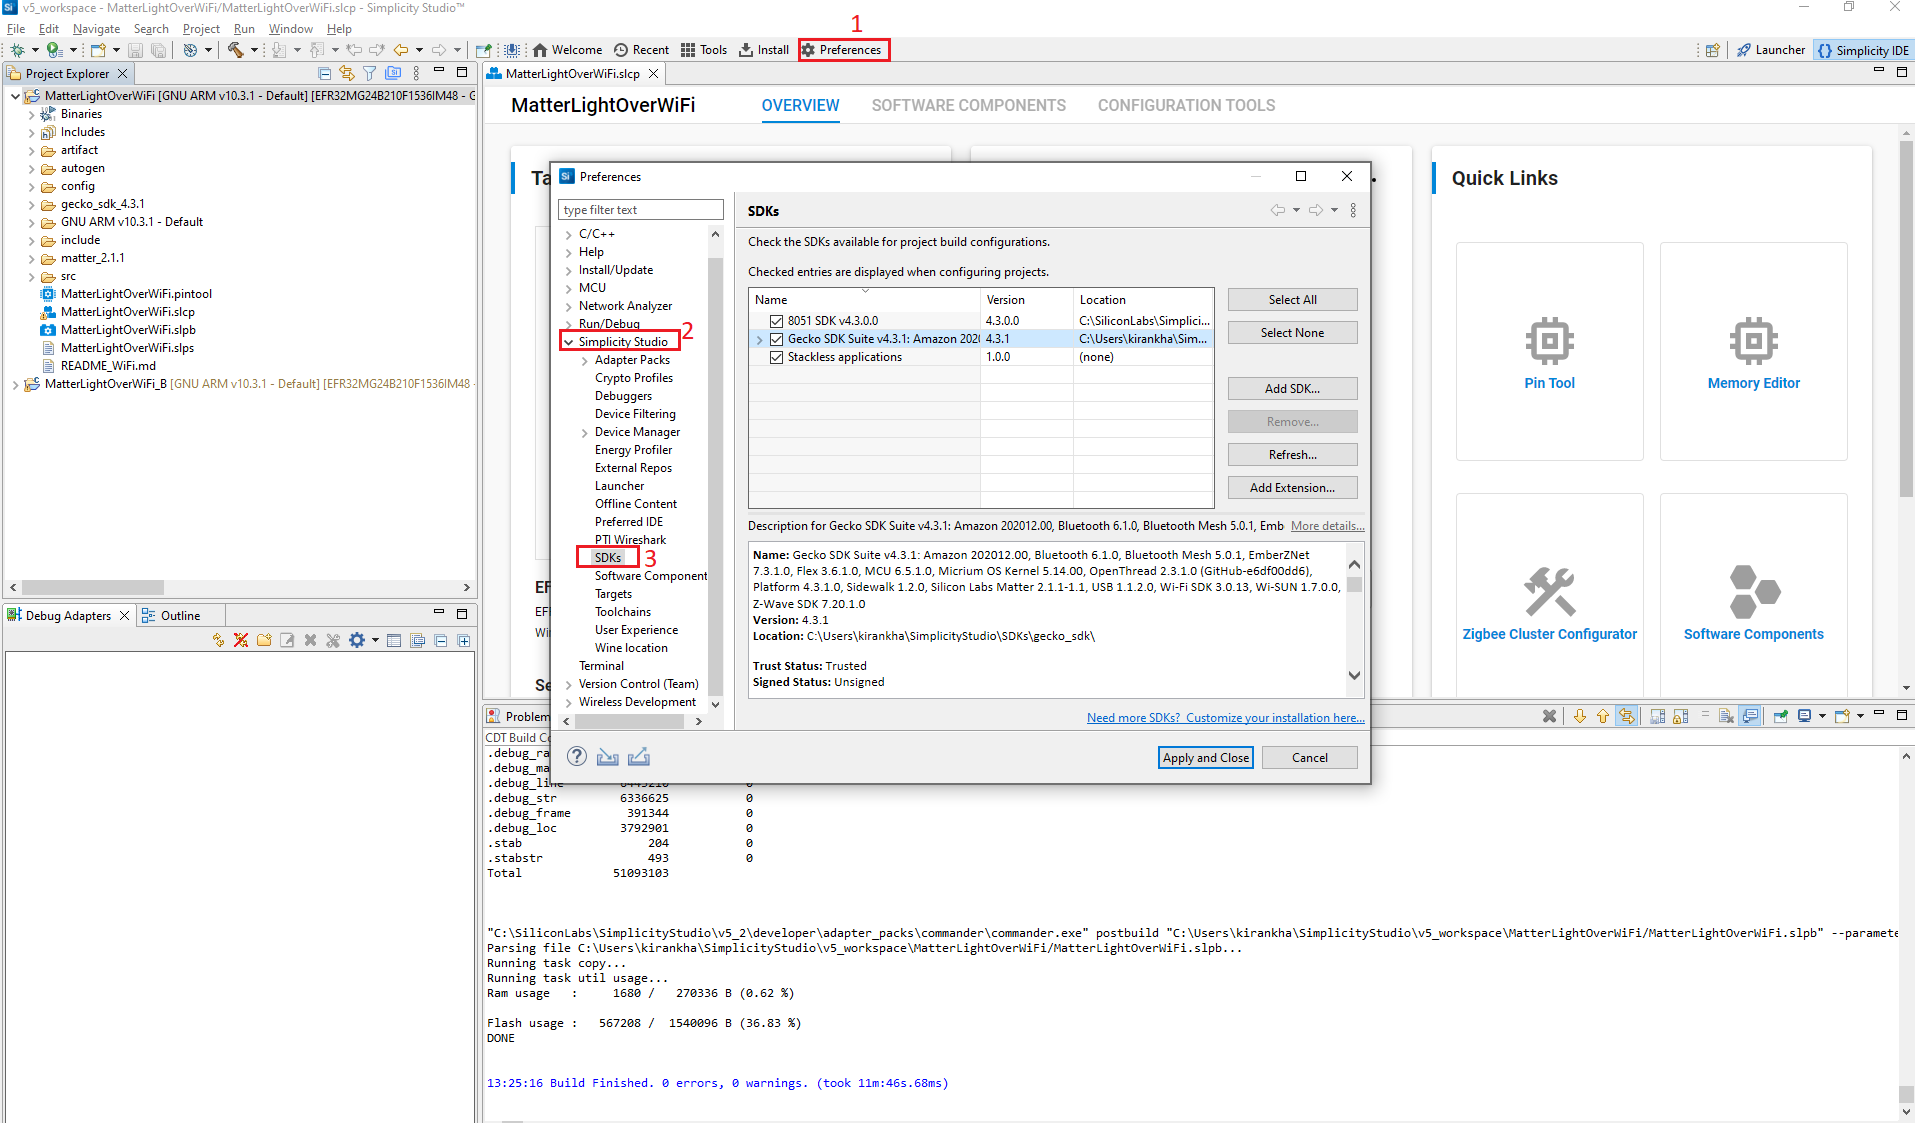 v5_workspace - MatterLightOverWiFi/MatterLightOverWiFi.slcp - Simplicity Studio™
1
File Edit Navigate Search Project Run Window Help
Welcome Recent Tools Install Preferences Launcher Simplicity IDE
Project Explorer
MatterLightOverWiFi.slcp
MatterLightOverWiFi [GNU ARM v10.3.1 - Default] [EFR32MG24B210F1536IM48 - G
Binaries
Includes
artifact
autogen
config
gecko_sdk_4.3.1
GNU ARM v10.3.1 - Default
include
matter_2.1.1
src
MatterLightOverWiFi.pintool
MatterLightOverWiFi.slcp
MatterLightOverWiFi.slpb
MatterLightOverWiFi.slps
README_WiFi.md
MatterLightOverWiFi_B [GNU ARM v10.3.1 - Default] [EFR32MG24B210F1536IM48 -
MatterLightOverWiFi OVERVIEW SOFTWARE COMPONENTS CONFIGURATION TOOLS
Ta
Quick Links
Pin Tool
Memory Editor
Zigbee Cluster Configurator
Software Components
EF
EF
Wi
Se
Preferences
type filter text
C/C++
Help
Install/Update
MCU
Network Analyzer
Run/Debug
Simplicity Studio
2
Adapter Packs
Crypto Profiles
Debuggers
Device Filtering
Device Manager
Energy Profiler
External Repos
Launcher
Offline Content
Preferred IDE
PTI Wireshark
SDKs
3
Software Component
Targets
Toolchains
User Experience
Wine location
Terminal
Version Control (Team)
Wireless Development
SDKs
Check the SDKs available for project build configurations.
Checked entries are displayed when configuring projects.
Name Version Location
8051 SDK v4.3.0.0 4.3.0.0 C:\SiliconLabs\Simplici...
Gecko SDK Suite v4.3.1: Amazon 202 4.3.1 C:\Users\kirankha\Sim...
Stackless applications 1.0.0 (none)
Select All
Select None
Add SDK...
Remove...
Refresh...
Add Extension...
Description for Gecko SDK Suite v4.3.1: Amazon 202012.00, Bluetooth 6.1.0, Bluetooth Mesh 5.0.1, Emb More details...
Name: Gecko SDK Suite v4.3.1: Amazon 202012.00, Bluetooth 6.1.0, Bluetooth Mesh 5.0.1, EmberZNet
7.3.1.0, Flex 3.6.1.0, MCU 6.5.1.0, Micrium OS Kernel 5.14.00, OpenThread 2.3.1.0 (GitHub-e6df00dd6),
Platform 4.3.1.0, Sidewalk 1.2.0, Silicon Labs Matter 2.1.1-1.1, USB 1.1.2.0, Wi-Fi SDK 3.0.13, Wi-SUN 1.7.0.0,
Z-Wave SDK 7.20.1.0
Version: 4.3.1
Location: C:\Users\kirankha\SimplicityStudio\SDKs\gecko_sdk\
Trust Status: Trusted
Signed Status: Unsigned
Need more SDKs? Customize your installation here...
Apply and Close Cancel
Debug Adapters Outline
Problem
CDT Build Co
.debug_ra
.debug_ma
.debug_line 0
.debug_str 6336625 0
.debug_frame 391344 0
.debug_loc 3792901 0
.stab 204 0
.stabstr 493 0
Total 51093103
"C:\SiliconLabs\SimplicityStudio\v5_2\developer\adapter_packs\commander\commander.exe" postbuild "C:\Users\kirankha\SimplicityStudio\v5_workspace\MatterLightOverWiFi/MatterLightOverWiFi.slpb" --paramete
Parsing file C:\Users\kirankha\SimplicityStudio\v5_workspace\MatterLightOverWiFi/MatterLightOverWiFi.slpb...
Running task copy...
Running task util usage...
Ram usage : 1680 / 270336 B (0.62 %)
Flash usage : 567208 / 1540096 B (36.83 %)
DONE
13:25:16 Build Finished. 0 errors, 0 warnings. (took 11m:46s.68ms)